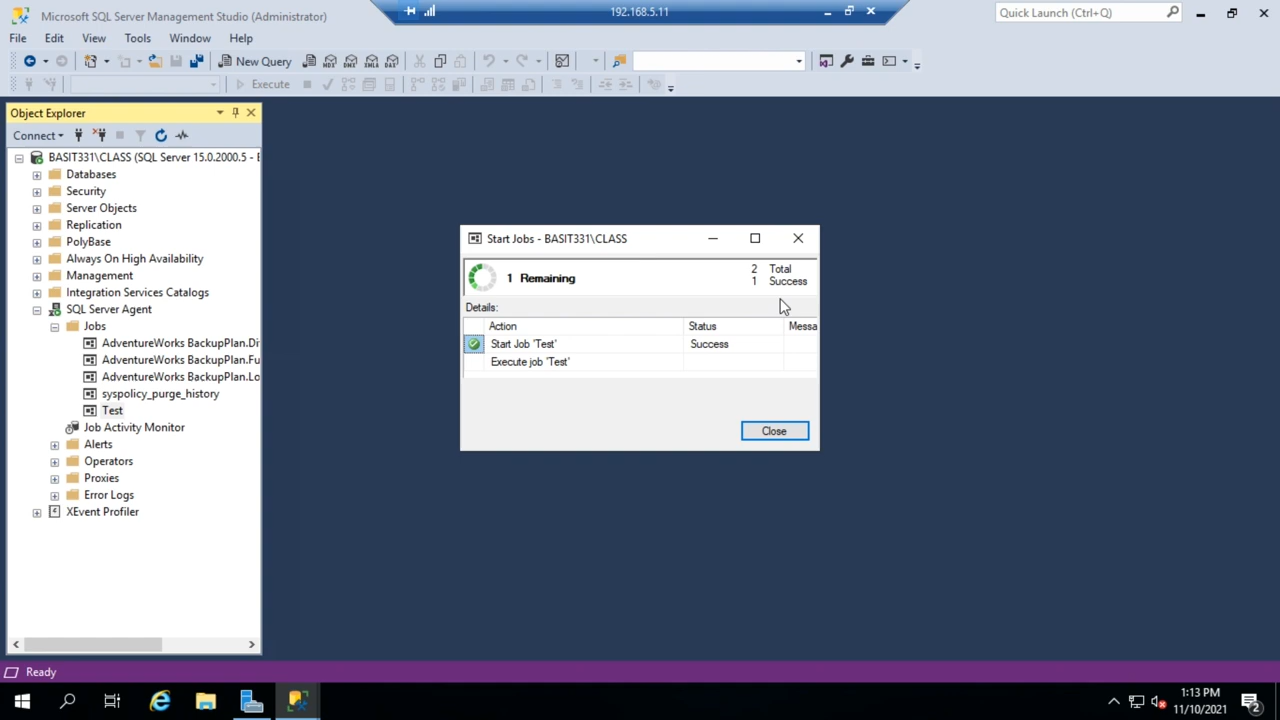 Microsoft SQL Server Management Studio (Administrator)
192.168.5.11
Quick Launch (Ctrl+Q)
File Edit View Tools Window Help
New Query
Execute
Object Explorer
Connect
BASIT331\CLASS (SQL Server 15.0.2000.5 -
Databases
Security
Server Objects
Replication
PolyBase
Always On High Availability
Management
Integration Services Catalogs
SQL Server Agent
Jobs
AdventureWorks BackupPlan.Di
AdventureWorks BackupPlan.Fu
AdventureWorks BackupPlan.Lo
syspolicy_purge_history
Test
Job Activity Monitor
Alerts
Operators
Proxies
Error Logs
XEvent Profiler
Start Jobs - BASIT331\CLASS
1 Remaining
2 Total
1 Success
Details:
Action Status Messa
Start Job 'Test' Success
Execute job 'Test'
Close
Ready
1:13 PM
11/10/2021
2